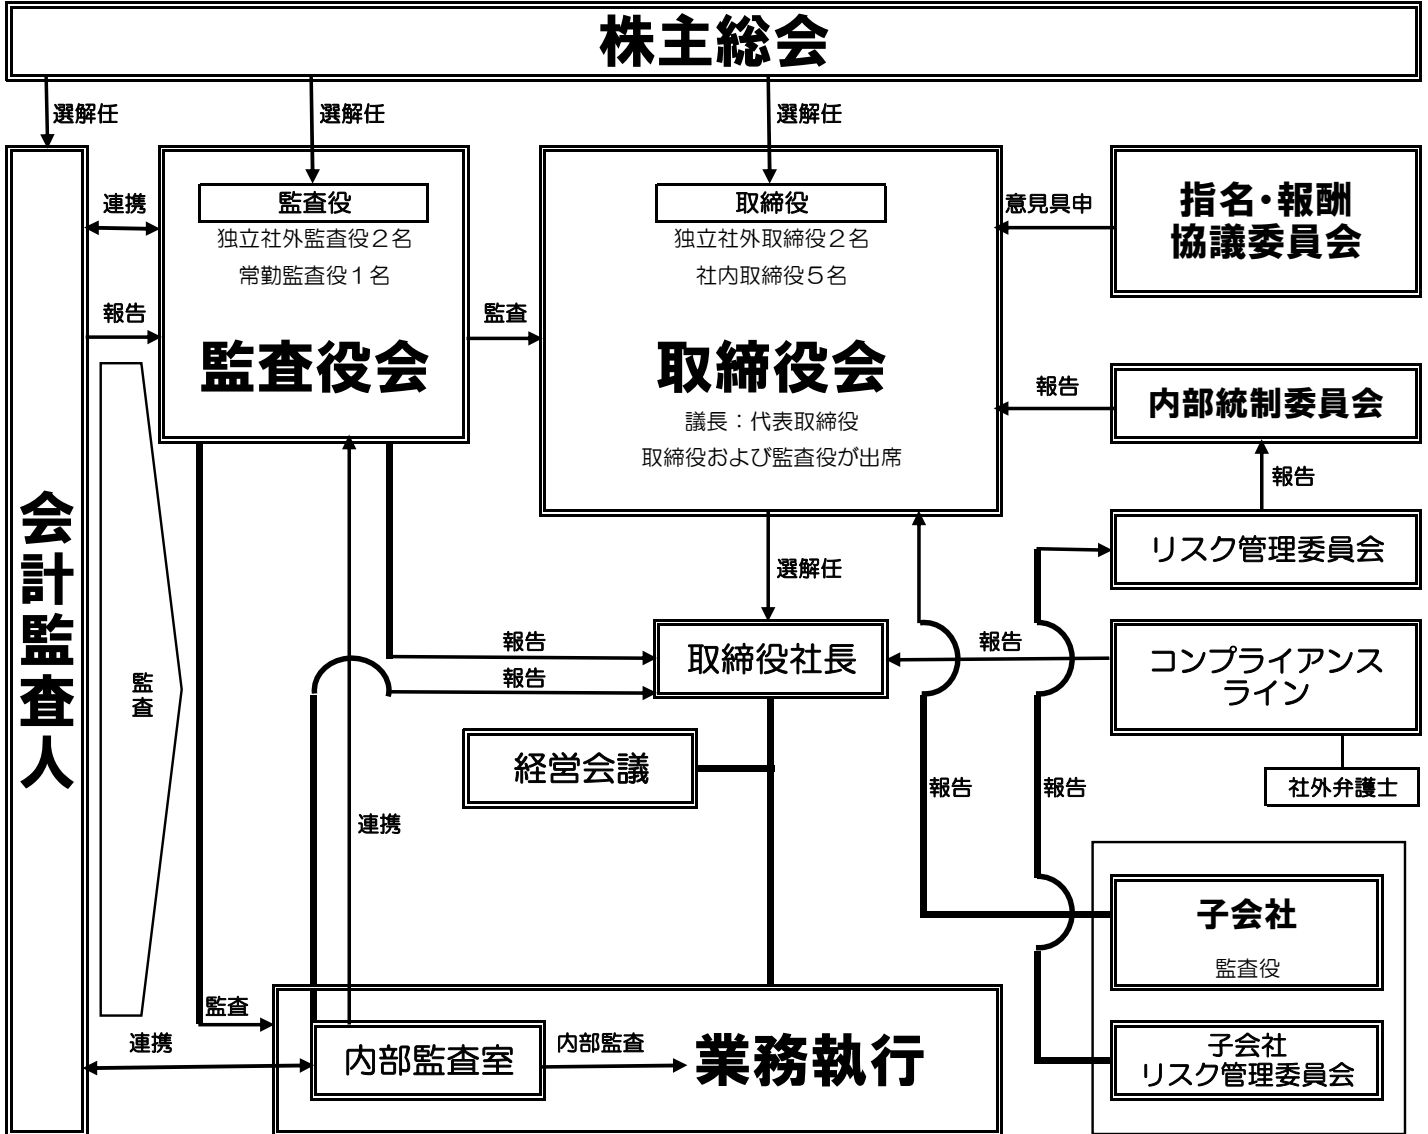 株主総会
選解任
選解任
選解任
会計監査人
連携
報告
監査
監査役
独立社外監査役２名
常勤監査役１名
監査役会
監査
取締役
独立社外取締役２名
社内取締役５名
取締役会
議長：代表取締役
取締役および監査役が出席
意見具申
指名・報酬
協議委員会
報告
内部統制委員会
報告
リスク管理委員会
選解任
報告
報告
取締役社長
報告
コンプライアンス
ライン
社外弁護士
経営会議
連携
報告
報告
子会社
監査役
子会社
リスク管理委員会
監査
連携
内部監査室
内部監査
業務執行